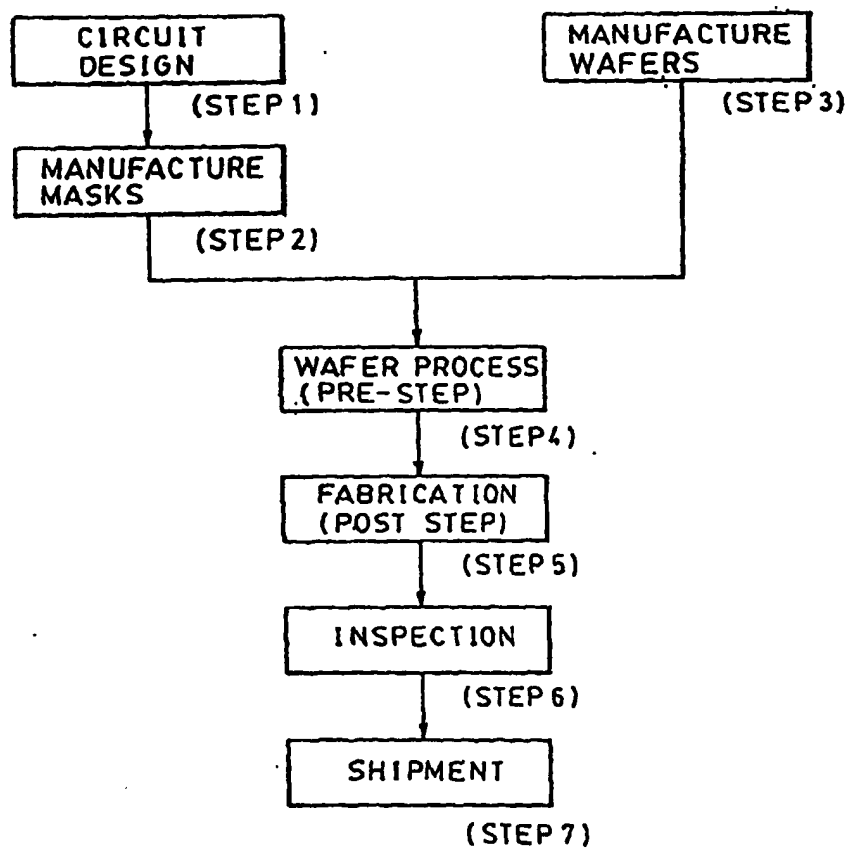 CIRCUIT
DESIGN
(STEP 1)
MANUFACTURE
MASKS
(STEP 2)
MANUFACTURE
WAFERS
(STEP 3)
WAFER PROCESS
(PRE-STEP)
(STEP 4)
FABRICATION
(POST STEP)
(STEP 5)
INSPECTION
(STEP 6)
SHIPMENT
(STEP 7)